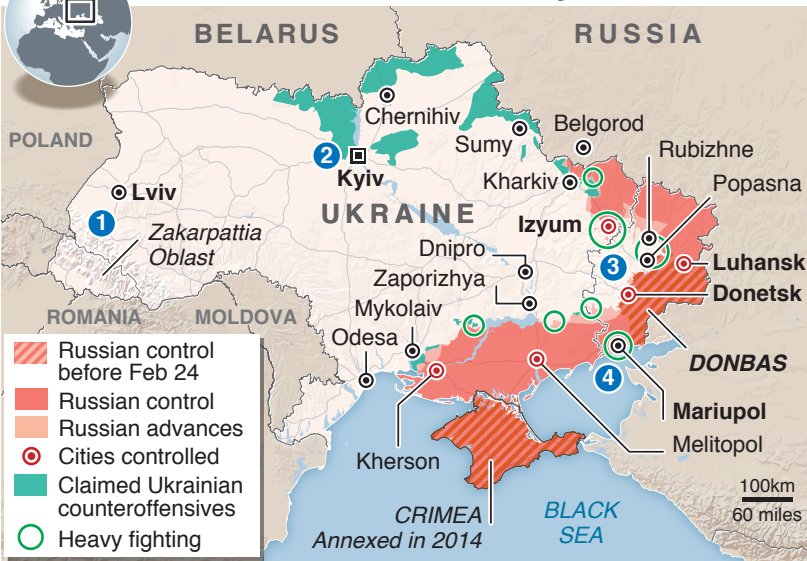 BELARUS
RUSSIA
Chernihiv
POLAND
Sumy
Belgorod
Rubizhne
2
Kyiv
Kharkiv
Popasna
Lviv
UKRAINE
Izyum
1
Zakarpattia
Oblast
Dnipro
3
Luhansk
Zaporizhya
Donetsk
Mykolaiv
ROMANIA
MOLDOVA
Odesa
Russian control
before Feb 24
DONBAS
4
Russian control
Mariupol
Russian advances
Melitopol
Cities controlled
Kherson
Claimed Ukrainian
counteroffensives
100km
60 miles
CRIMEA
Annexed in 2014
BLACK
SEA
Heavy fighting